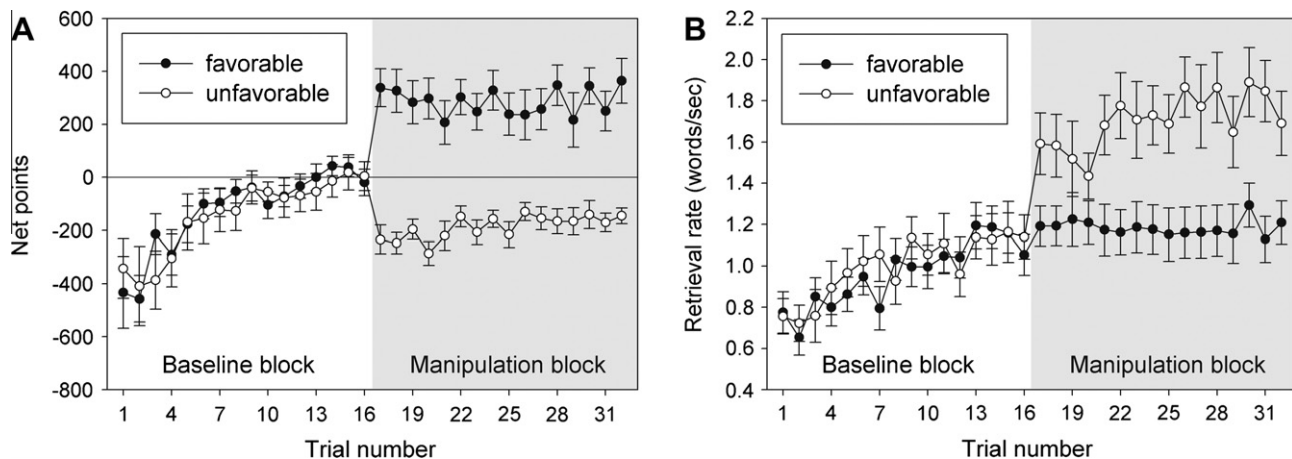 A
600
400
200
0
-200
-400
-600
-800
Net points
favorable
unfavorable
Baseline block
Manipulation block
1 4 7 10 13 16 19 22 25 28 31
Trial number
B
2.2
2.0
1.8
1.6
1.4
1.2
1.0
0.8
0.6
0.4
Retrieval rate (words/sec)
favorable
unfavorable
Baseline block
Manipulation block
1 4 7 10 13 16 19 22 25 28 31
Trial number